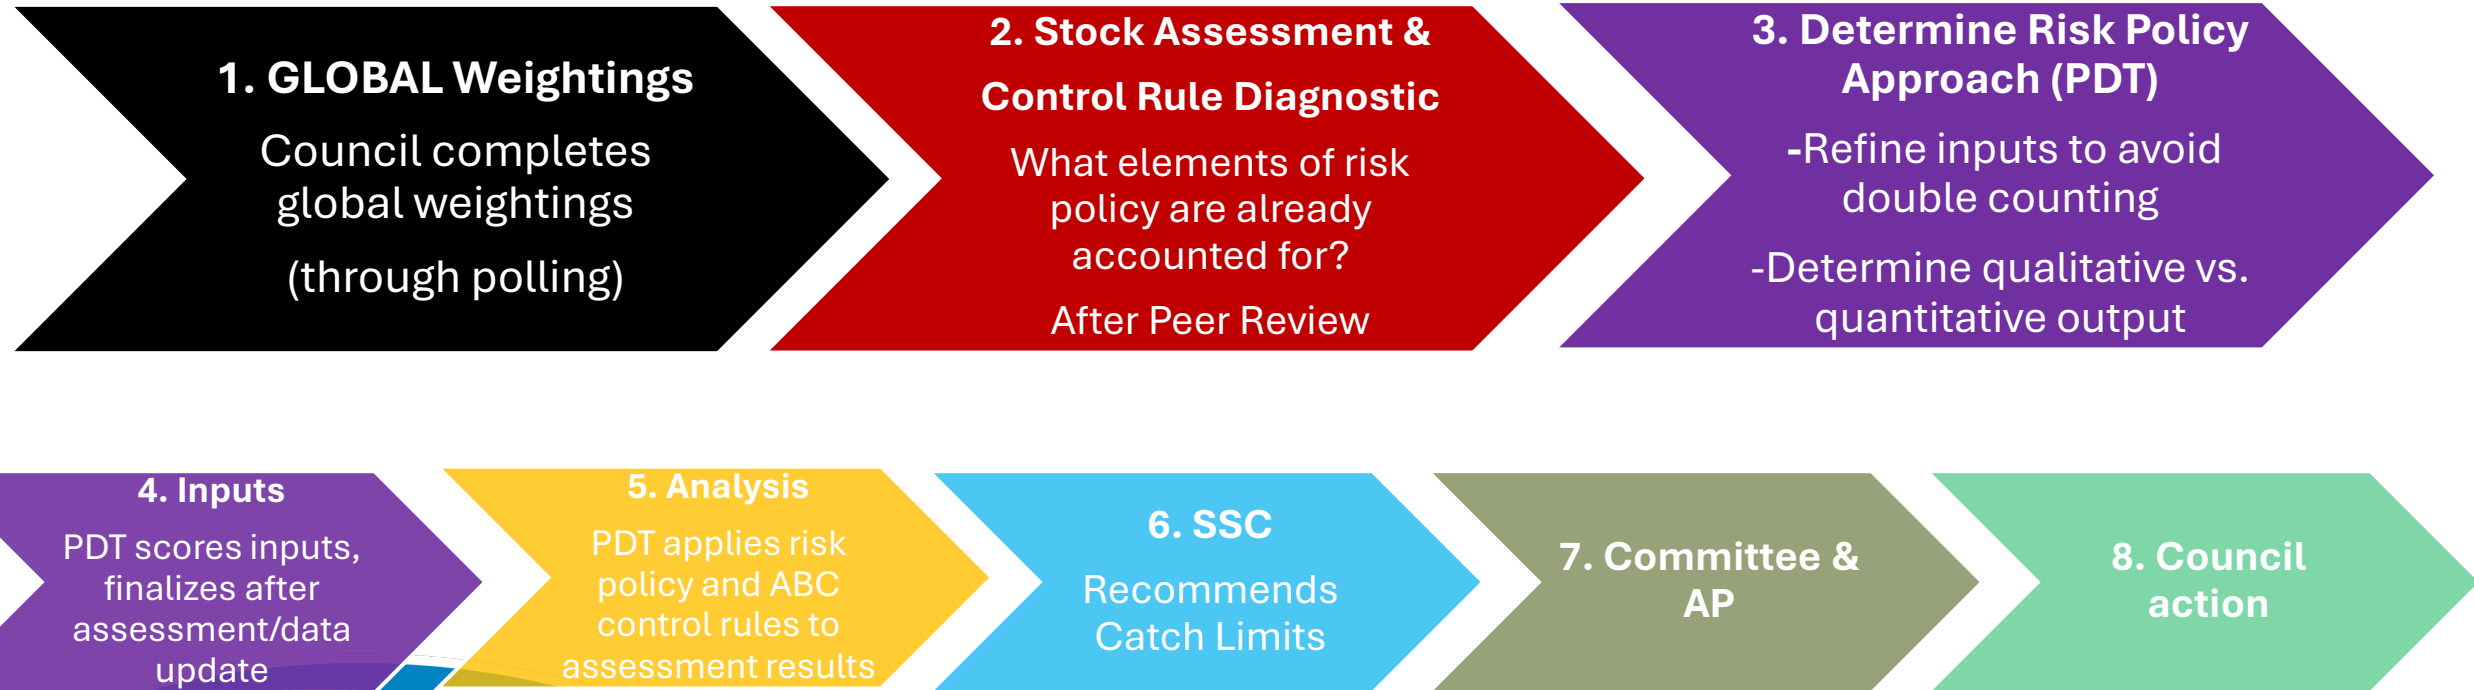 1. GLOBAL Weightings
Council completes
global weightings
(through polling)
2. Stock Assessment &
Control Rule Diagnostic
What elements of risk
policy are already
accounted for?
After Peer Review
3. Determine Risk Policy
Approach (PDT)
-Refine inputs to avoid
double counting
-Determine qualitative vs.
quantitative output
4. Inputs
PDT scores inputs,
finalizes after
assessment/data
update
5. Analysis
PDT applies risk
policy and ABC
control rules to
assessment results
6. SSC
Recommends
Catch Limits
7. Committee &
AP
8. Council
action